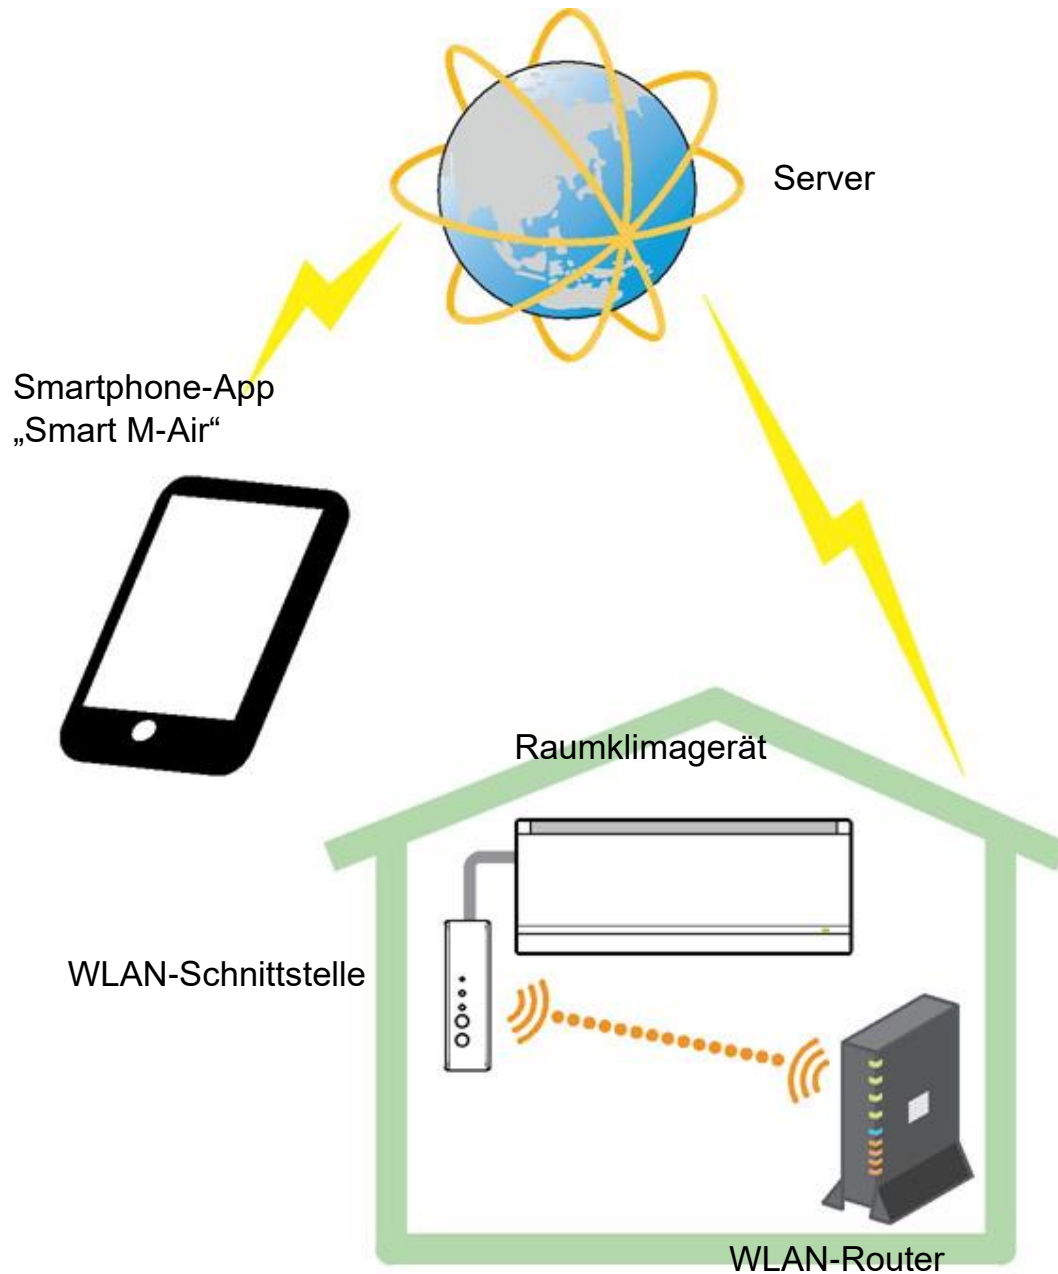 Server
Smartphone-App
„Smart M-Air“
Raumklimagerät
WLAN-Schnittstelle
WLAN-Router